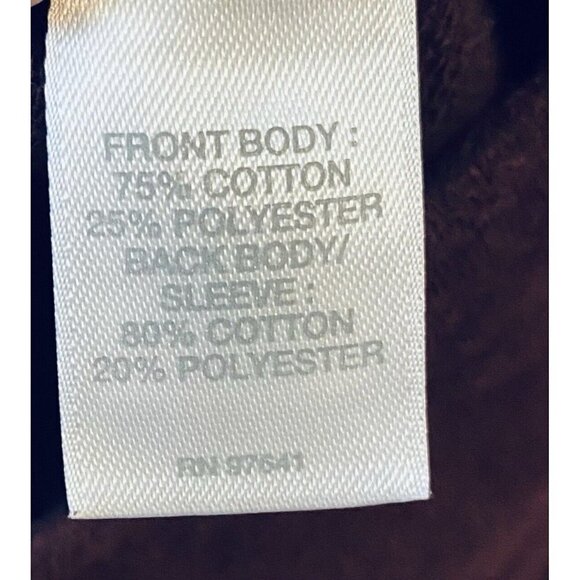 FRONT BODY :
75% COTTON
25% POLYESTER
BACK BODY/
SLEEVE :
80% COTTON
20% POLYESTER
RN 97641